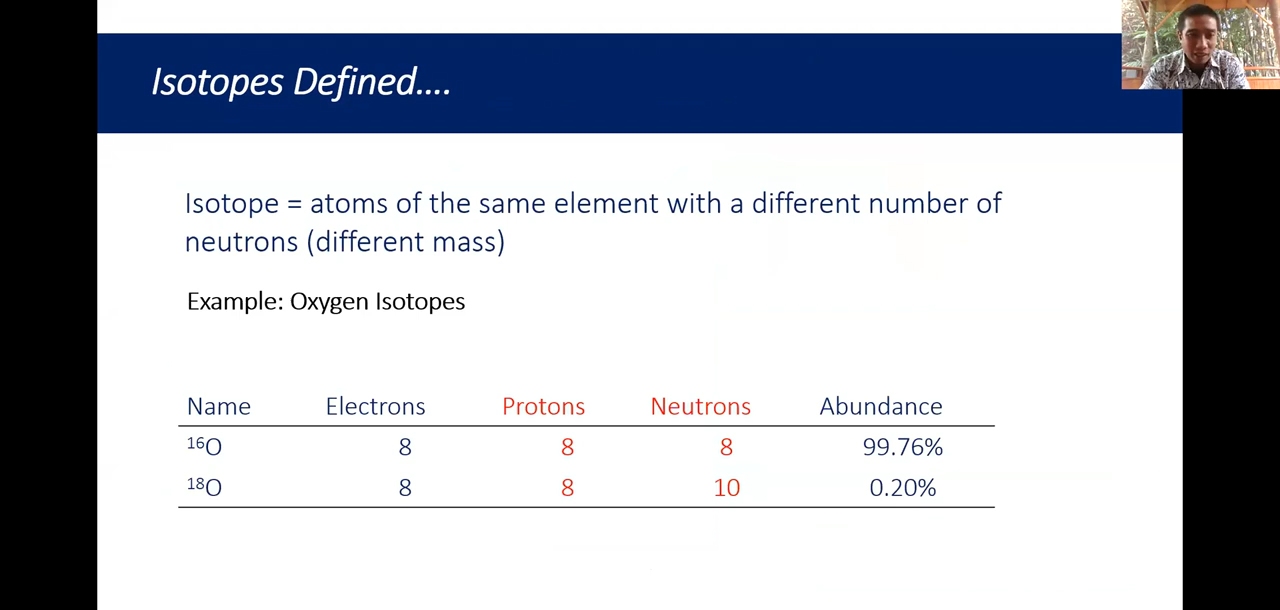 Isotopes Defined....
Isotope = atoms of the same element with a different number of
neutrons (different mass)
Example: Oxygen Isotopes
Name Electrons Protons Neutrons Abundance
¹⁶O 8 8 8 99.76%
¹⁸O 8 8 10 0.20%